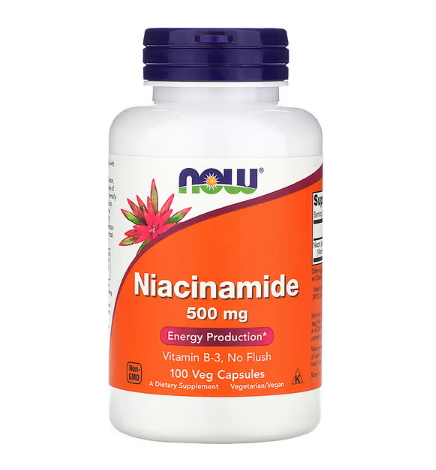 NOW®
Niacinamide
500 mg
Energy Production*
Vitamin B-3, No Flush
100 Veg Capsules
Non-
GMO
A Dietary Supplement Vegetarian/Vegan
K